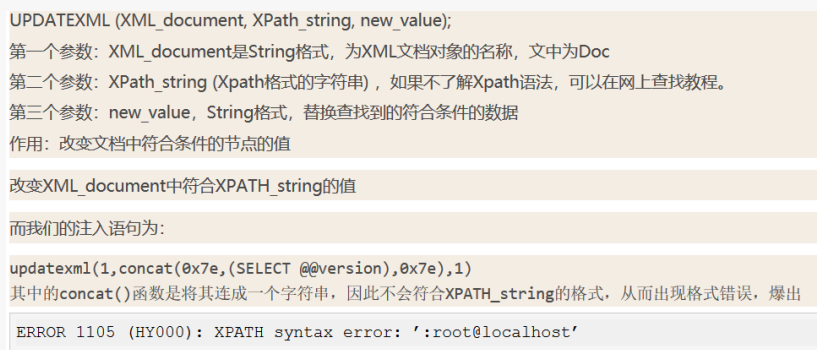 UPDATEXML (XML_document, XPath_string, new_value);
第一个参数：XML_document是String格式，为XML文档对象的名称，文中为Doc
第二个参数：XPath_string (Xpath格式的字符串) ，如果不了解Xpath语法，可以在网上查找教程。
第三个参数：new_value，String格式，替换查找到的符合条件的数据
作用：改变文档中符合条件的节点的值
改变XML_document中符合XPATH_string的值
而我们的注入语句为：
updatexml(1,concat(0x7e,(SELECT @@version),0x7e),1)
其中的concat()函数是将其连成一个字符串，因此不会符合XPATH_string的格式，从而出现格式错误，爆出
ERROR 1105 (HY000): XPATH syntax error: ’:root@localhost’